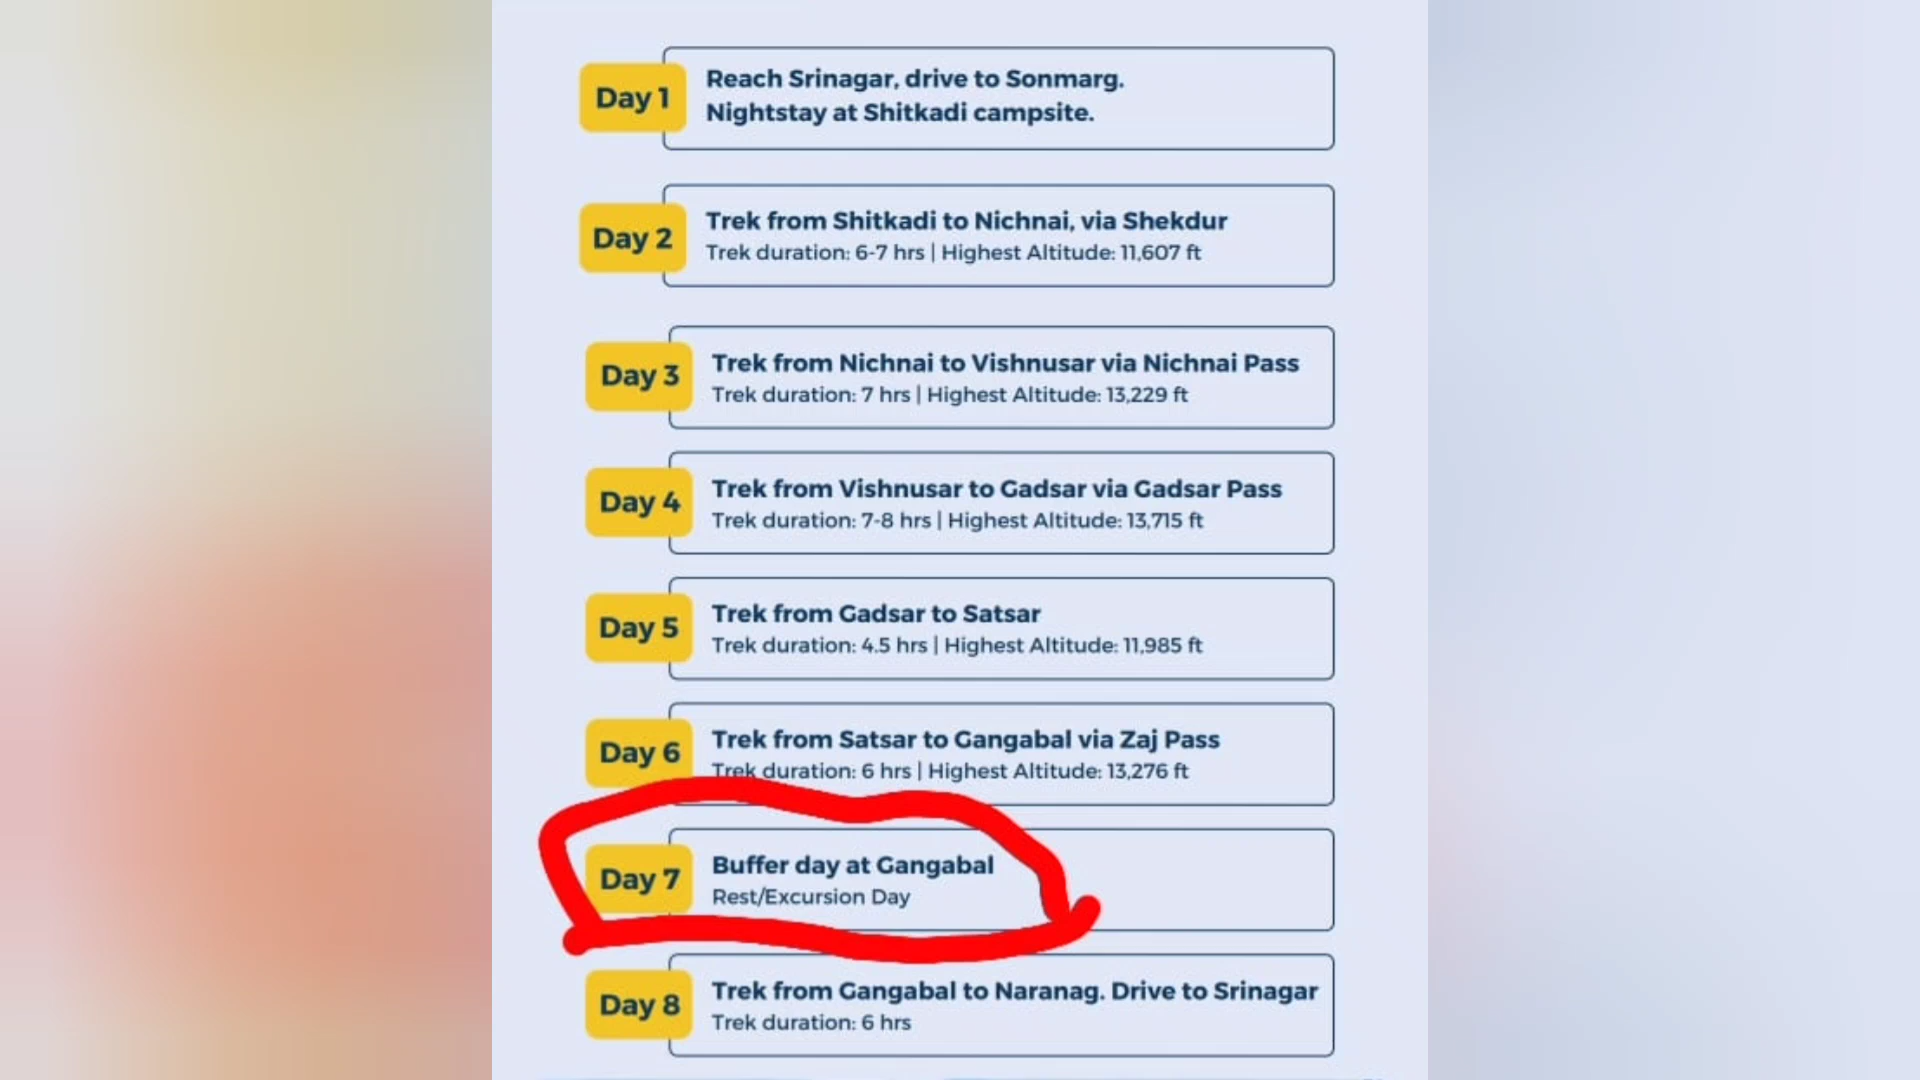 Day 1
Reach Srinagar, drive to Sonmarg.
Nightstay at Shitkadi campsite.
Day 2
Trek from Shitkadi to Nichnai, via Shekdur
Trek duration: 6-7 hrs | Highest Altitude: 11,607 ft
Day 3
Trek from Nichnai to Vishnusar via Nichnai Pass
Trek duration: 7 hrs | Highest Altitude: 13,229 ft
Day 4
Trek from Vishnusar to Gadsar via Gadsar Pass
Trek duration: 7-8 hrs | Highest Altitude: 13,715 ft
Day 5
Trek from Gadsar to Satsar
Trek duration: 4.5 hrs | Highest Altitude: 11,985 ft
Day 6
Trek from Satsar to Gangabal via Zaj Pass
Trek duration: 6 hrs | Highest Altitude: 13,276 ft
Day 7
Buffer day at Gangabal
Rest/Excursion Day
Day 8
Trek from Gangabal to Naranag. Drive to Srinagar
Trek duration: 6 hrs